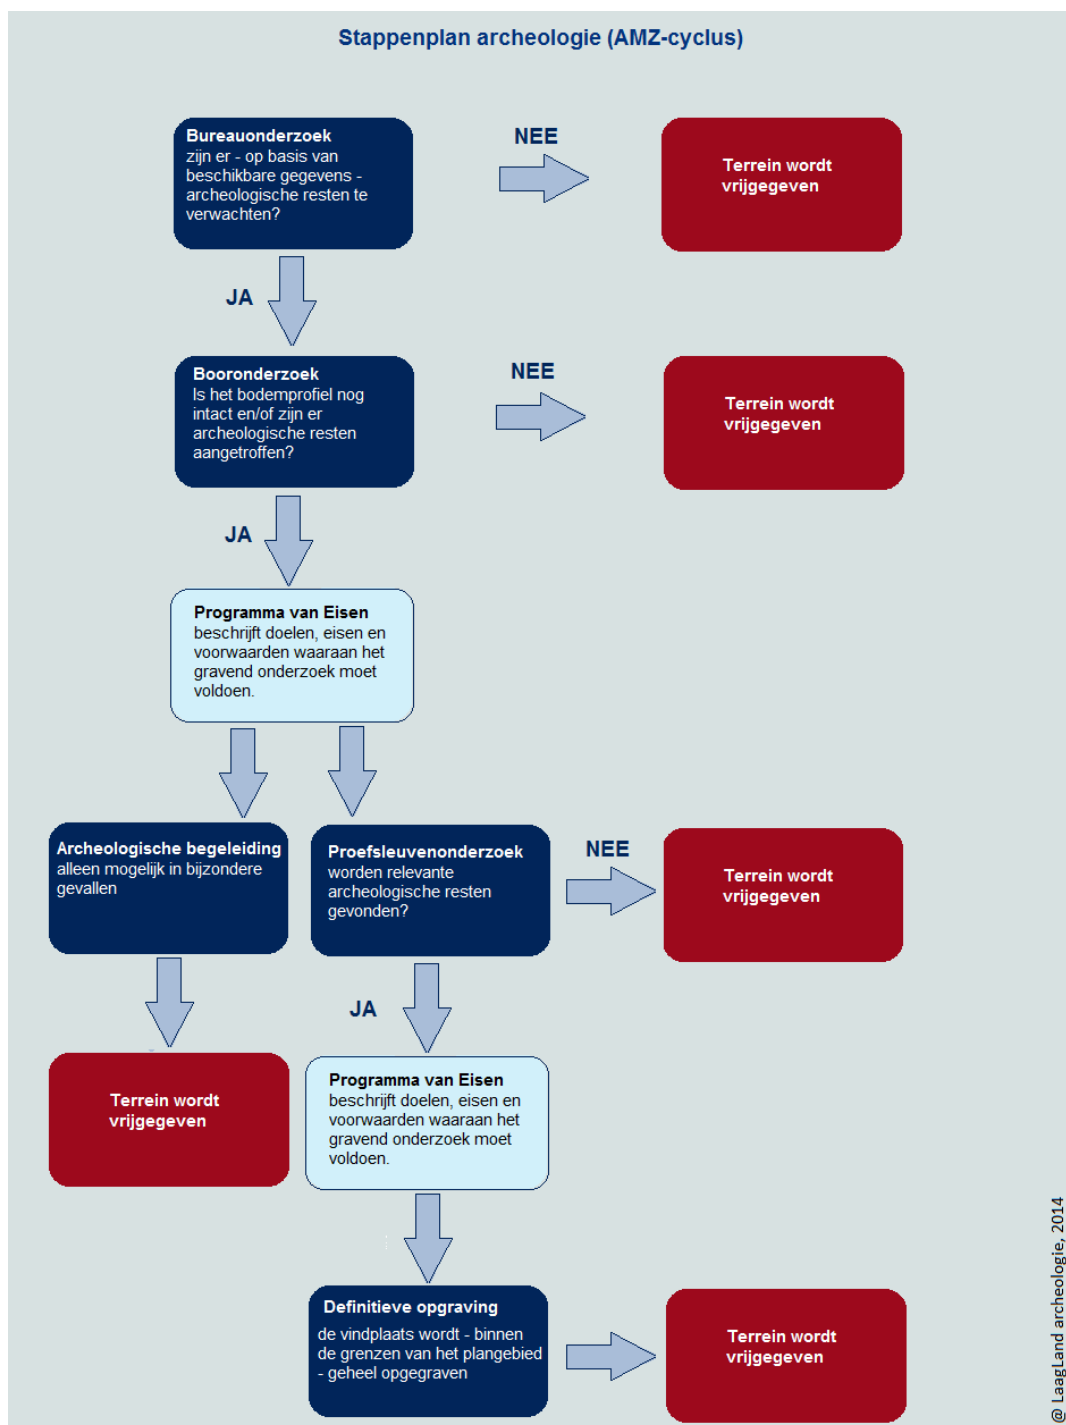 Stappenplan archeologie (AMZ-cyclus)
Bureauonderzoek
zijn er - op basis van
beschikbare gegevens -
archeologische resten te
verwachten?
NEE
Terrein wordt
vrijgegeven
JA
Booronderzoek
Is het bodemprofiel nog
intact en/of zijn er
archeologische resten
aangetroffen?
NEE
Terrein wordt
vrijgegeven
JA
Programma van Eisen
beschrijft doelen, eisen en
voorwaarden waaraan het
gravend onderzoek moet
voldoen.
Archeologische begeleiding
alleen mogelijk in bijzondere
gevallen
Proefsleuvenonderzoek
worden relevante
archeologische resten
gevonden?
NEE
Terrein wordt
vrijgegeven
JA
Terrein wordt
vrijgegeven
Programma van Eisen
beschrijft doelen, eisen en
voorwaarden waaraan het
gravend onderzoek moet
voldoen.
Definitieve opgraving
de vindplaats wordt - binnen
de grenzen van het plangebied
- geheel opgegraven
Terrein wordt
vrijgegeven
@ LaagLand archeologie, 2014